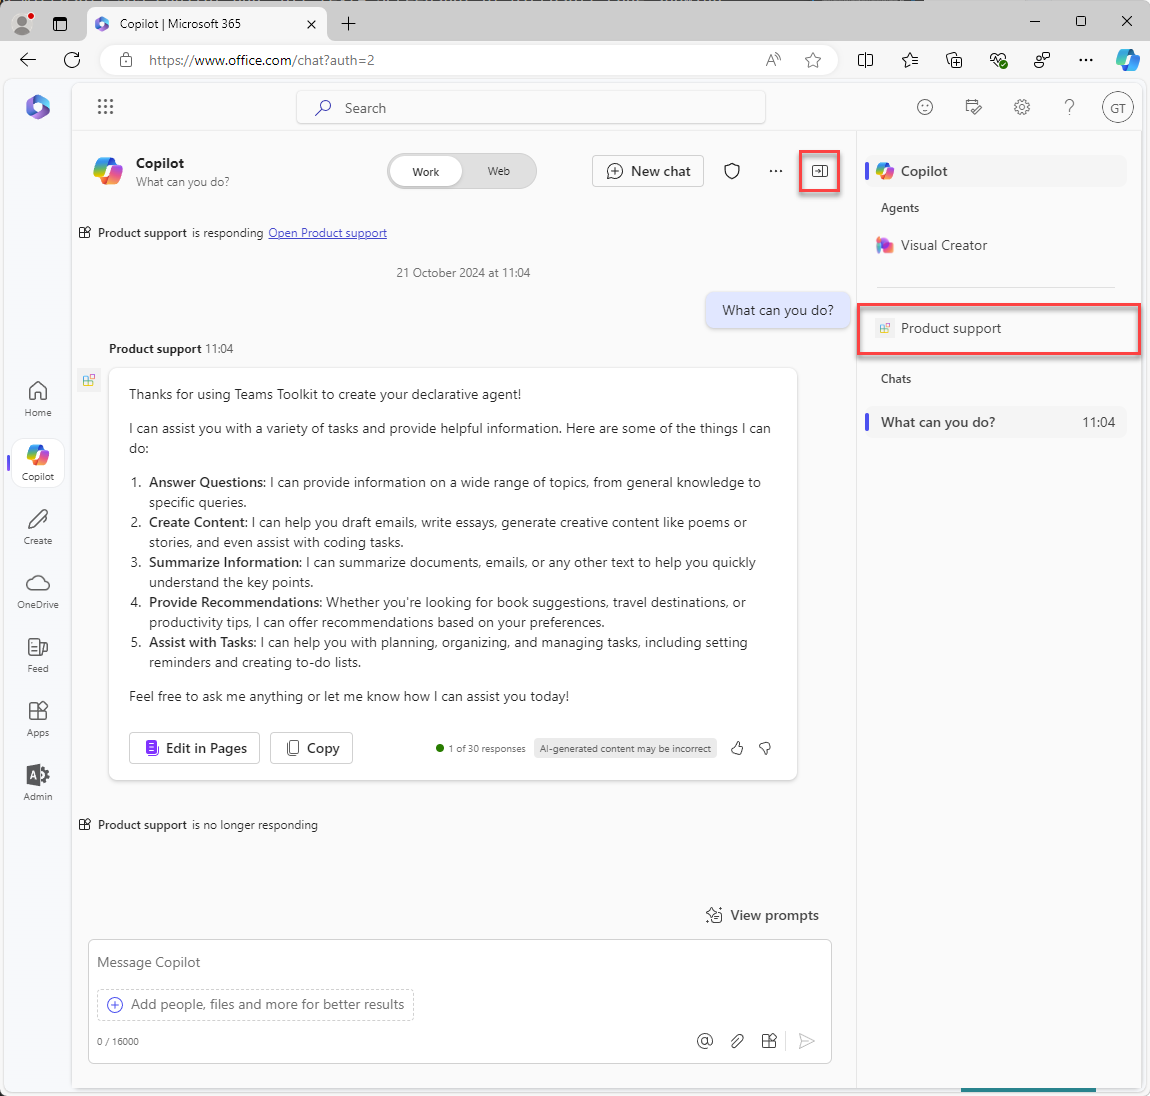 Copilot | Microsoft 365
https://www.office.com/chat?auth=2
Search
GT
Copilot
What can you do?
Work
Web
New chat
Product support is responding Open Product support
21 October 2024 at 11:04
What can you do?
Product support 11:04
Thanks for using Teams Toolkit to create your declarative agent!
I can assist you with a variety of tasks and provide helpful information. Here are some of the things I can
do:
1. Answer Questions: I can provide information on a wide range of topics, from general knowledge to
specific queries.
2. Create Content: I can help you draft emails, write essays, generate creative content like poems or
stories, and even assist with coding tasks.
3. Summarize Information: I can summarize documents, emails, or any other text to help you quickly
understand the key points.
4. Provide Recommendations: Whether you're looking for book suggestions, travel destinations, or
productivity tips, I can offer recommendations based on your preferences.
5. Assist with Tasks: I can help you with planning, organizing, and managing tasks, including setting
reminders and creating to-do lists.
Feel free to ask me anything or let me know how I can assist you today!
Edit in Pages
Copy
1 of 30 responses
AI-generated content may be incorrect
Product support is no longer responding
View prompts
Message Copilot
Add people, files and more for better results
0 / 16000
Home
Copilot
Create
OneDrive
Feed
Apps
Admin
Copilot
Agents
Visual Creator
Product support
Chats
What can you do? 11:04